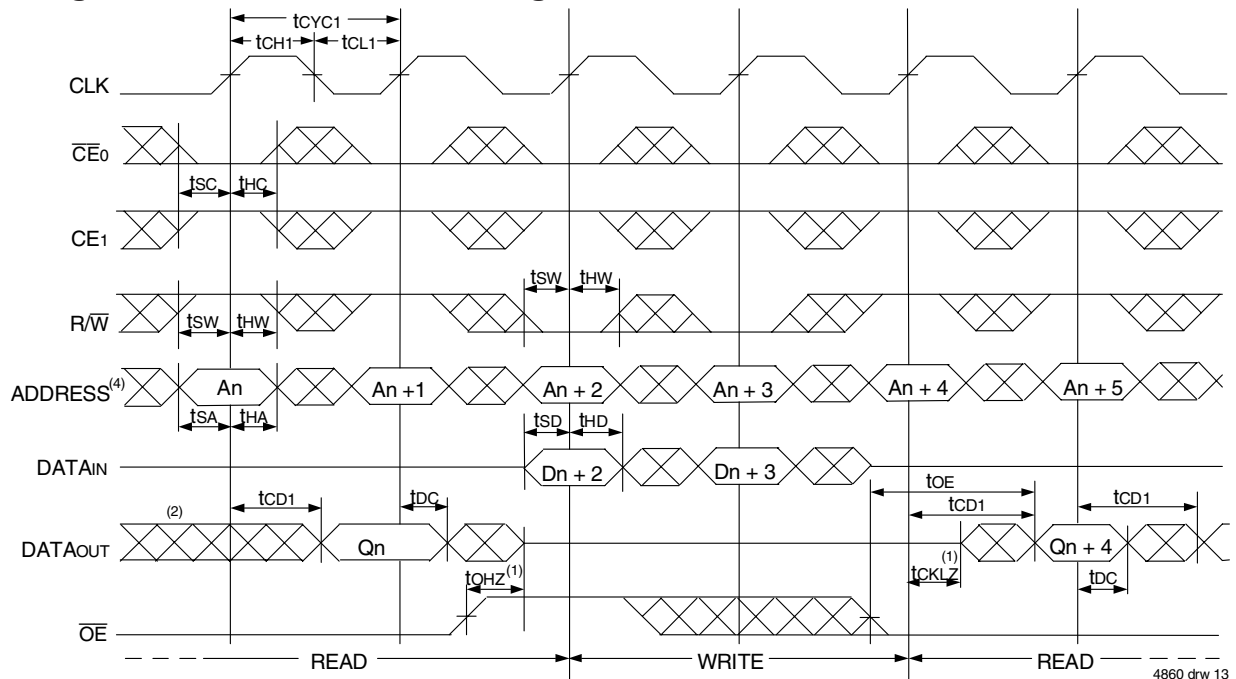 tCYC1
tCH1 tCL1
CLK
CE0
tSC tHC
CE1
tSW tHW
R/W
tSW tHW
ADDRESS(4) An An +1 An + 2 An + 3 An + 4 An + 5
tSA tHA
tSD tHD
DATAIN Dn + 2 Dn + 3
tOE
tCD1 tDC tCD1 tCD1
(2)
DATAOUT Qn Qn + 4
tOHZ(1) tCKLZ(1) tDC
OE
READ WRITE READ
4860 drw 13